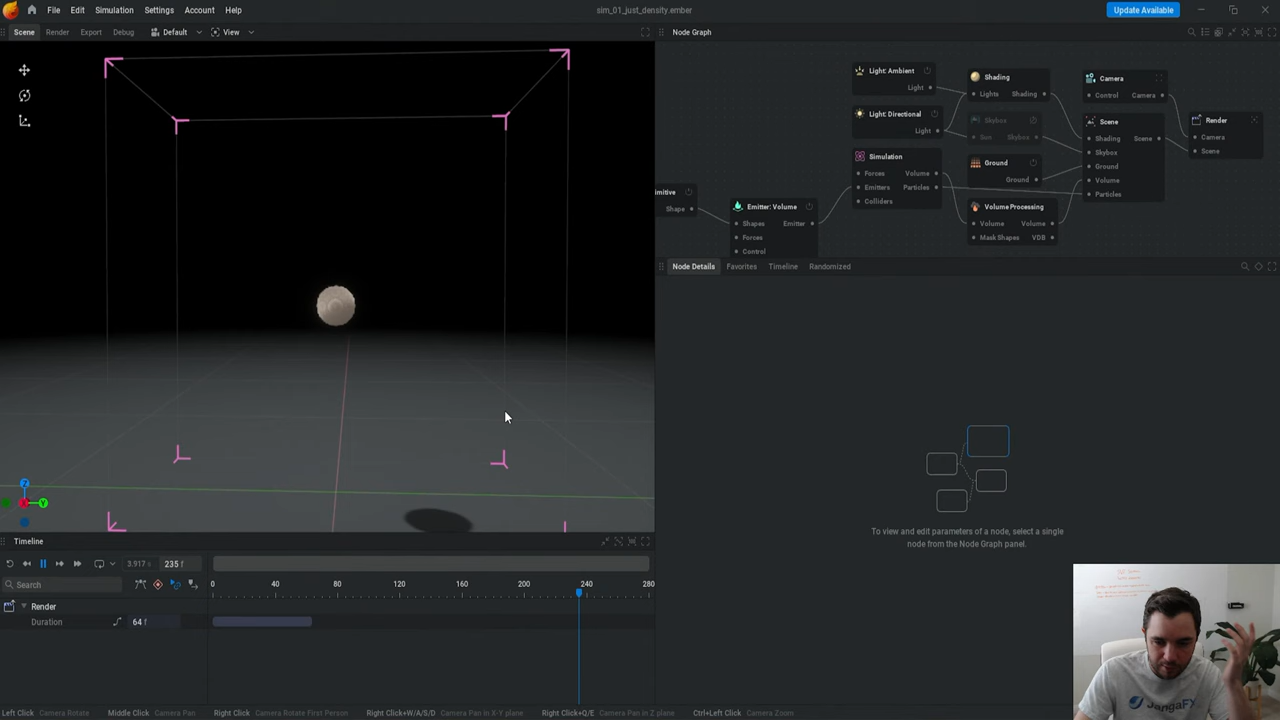 File Edit Simulation Settings Account Help
sim_01_just_density.ember
Update Available
Scene Render Export Debug Default View
Node Graph
Light: Ambient
Light
Light: Directional
Light
Simulation
Forces Volume
Emitters Particles
Colliders
imitive
Shape
Emitter: Volume
Shapes Emitter
Forces
Control
Shading
Lights Shading
Skybox
Sun Skybox
Ground
Ground
Volume Processing
Volume Volume
Mask Shapes VDB
Camera
Control Camera
Scene
Shading Scene
Skybox
Ground
Volume
Particles
Render
Camera
Scene
Node Details Favorites Timeline Randomized
To view and edit parameters of a node, select a single
node from the Node Graph panel.
Z
X Y
Timeline
3.917 s 235 f
Search
0 40 80 120 160 200 240 280
Render
Duration 64 f
Left Click Camera Rotate Middle Click Camera Pan Right Click Camera Rotate First Person Right Click+W/A/S/D Camera Pan in X-Y plane Right Click+Q/E Camera Pan in Z plane Ctrl+Left Click Camera Zoom
JangaFX